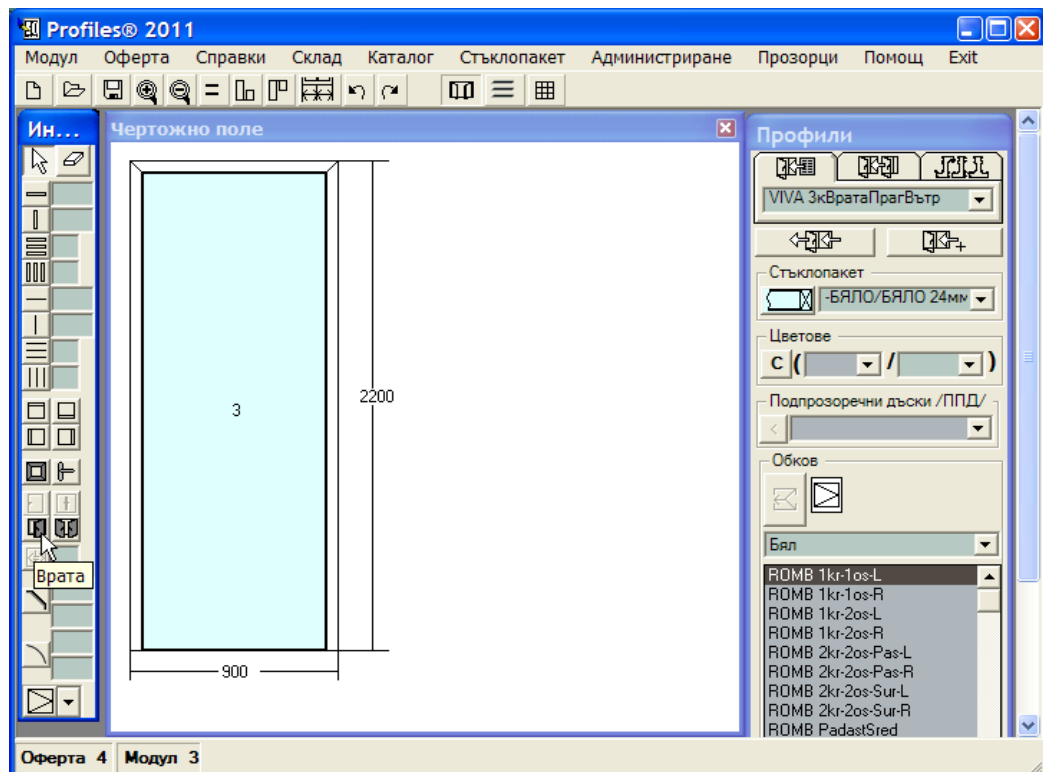 Profiles® 2011
Модул Оферта Справки Склад Каталог Стъклопакет Администриране Прозорци Помощ Exit
Ин...
Чертожно поле
3
2200
900
Врата
Профили
VIVA 3кВратаПрагВътр
Стъклопакет
-БЯЛО/БЯЛО 24мм
Цветове
C ( / )
Подпрозоречни дъски /ППД/
<
Обков
Бял
ROMB 1kr-1os-L
ROMB 1kr-1os-R
ROMB 1kr-2os-L
ROMB 1kr-2os-R
ROMB 2kr-2os-Pas-L
ROMB 2kr-2os-Pas-R
ROMB 2kr-2os-Sur-L
ROMB 2kr-2os-Sur-R
ROMB PadastSred
Оферта 4 Модул 3